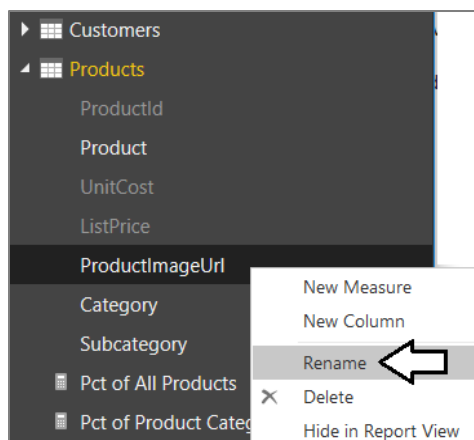 Customers
Products
ProductId
Product
UnitCost
ListPrice
ProductImageUrl
New Measure
Category
New Column
Subcategory
Rename
Pct of All Products
Delete
Pct of Product Categ
Hide in Report View